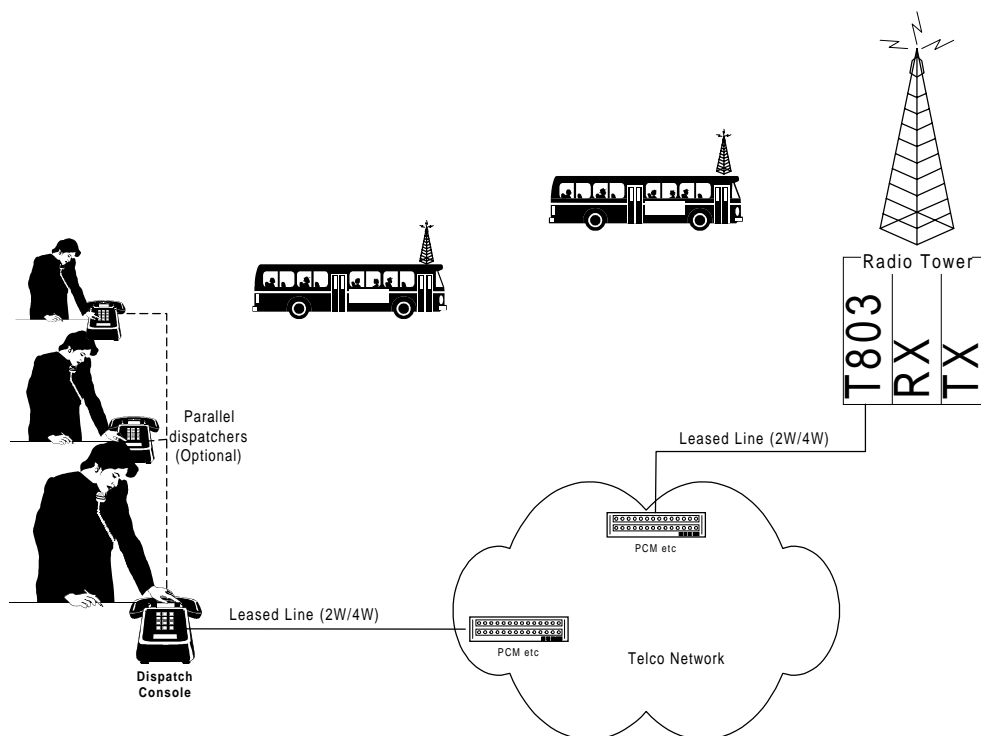 Radio Tower
T803
RX
TX
Parallel
dispatchers
(Optional)
Leased Line (2W/4W)
PCM etc
Leased Line (2W/4W)
PCM etc
Telco Network
Dispatch
Console